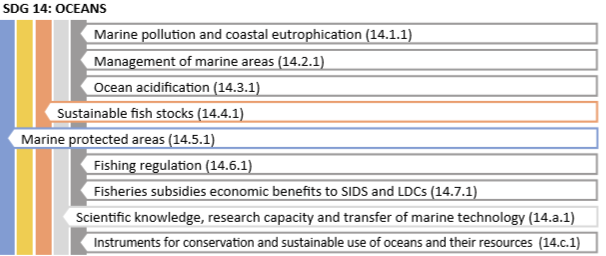 SDG 14: OCEANS
Marine pollution and coastal eutrophication (14.1.1)
Management of marine areas (14.2.1)
Ocean acidification (14.3.1)
Sustainable fish stocks (14.4.1)
Marine protected areas (14.5.1)
Fishing regulation (14.6.1)
Fisheries subsidies economic benefits to SIDS and LDCs (14.7.1)
Scientific knowledge, research capacity and transfer of marine technology (14.a.1)
Instruments for conservation and sustainable use of oceans and their resources (14.c.1)